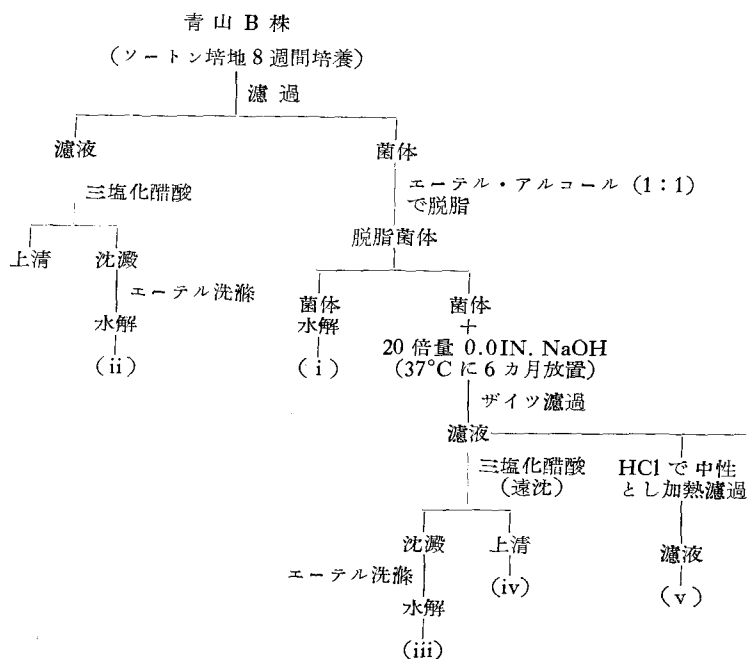 青山 B 株
(ソートン培地 8 週間培養)
濾過
濾液
菌体
三塩化醋酸
エーテル・アルコール (1:1)
で脱脂
上清
沈澱
脱脂菌体
エーテル洗滌
水解
(ii)
菌体
水解
(i)
菌体
+
20 倍量 0.0IN. NaOH
(37°C に 6 カ月放置)
ザイツ濾過
濾液
三塩化醋酸
(遠沈)
HCl で中性
とし加熱濾過
沈澱
上清
濾液
エーテル洗滌
(iv)
(v)
水解
(iii)